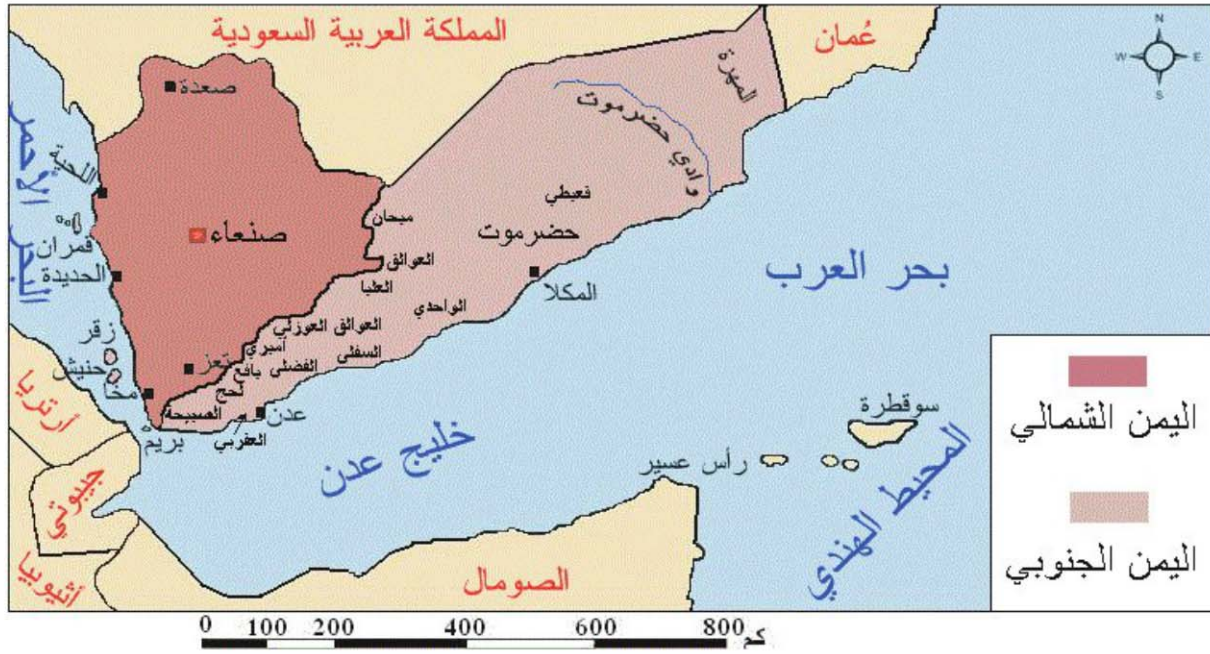 المملكة العربية السعودية
عُمان
N
W
E
S
المهرة
صعدة
وادي حضرموت
البحر الأحمر
اللحية
قعيطي
ميحان
صنعاء
حضرموت
قمران
العوالق
العليا
الحديدة
المكلا
بحر العرب
الواحدي
العوالق
السفلى
العوزلي
زقر
اميري
تعز
يافع
الفضلى
حنيش
مخا
لحج
الصبيحة
عدن
بريم
العقربي
أرتريا
خليج عدن
سوقطرة
رأس عسير
المحيط الهندي
جيبوتي
أثيوبيا
الصومال
اليمن الشمالي
اليمن الجنوبي
0 100 200 400 600 800 كم